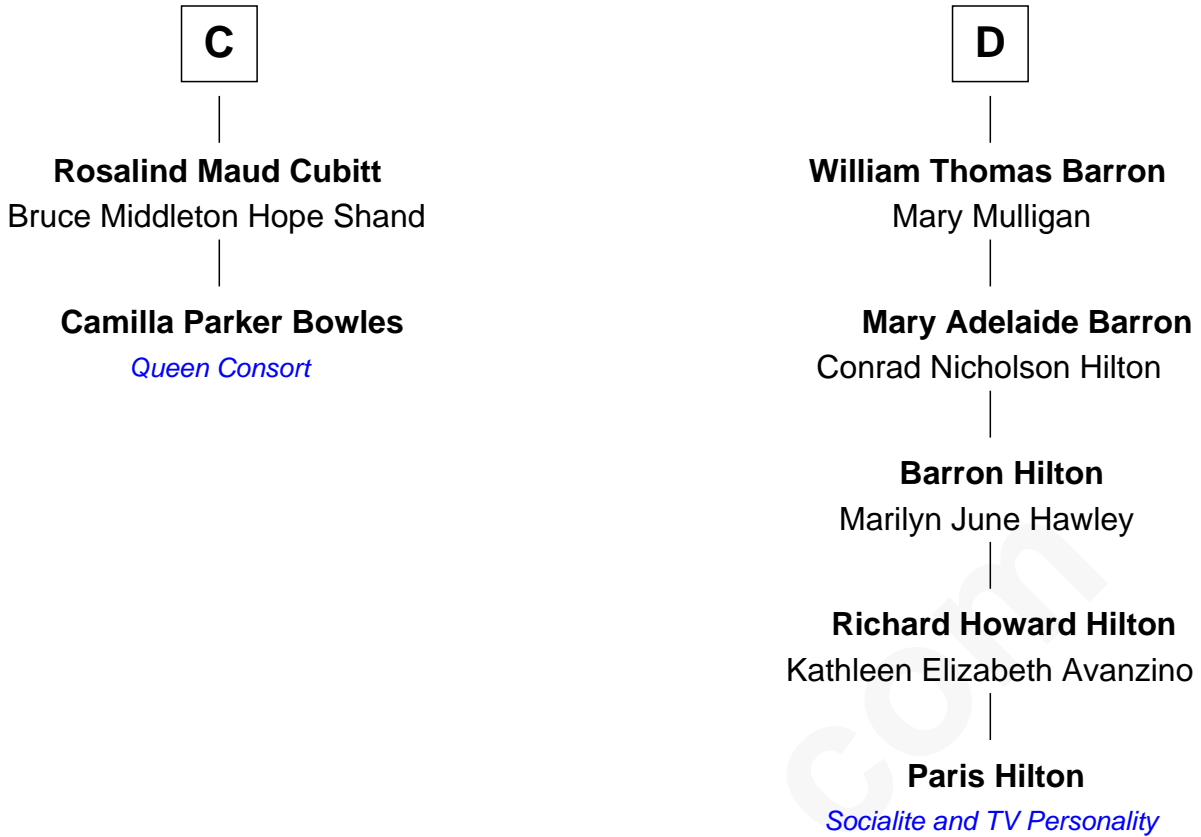 C
Rosalind Maud Cubitt
Bruce Middleton Hope Shand
Camilla Parker Bowles
Queen Consort
D
William Thomas Barron
Mary Mulligan
Mary Adelaide Barron
Conrad Nicholson Hilton
Barron Hilton
Marilyn June Hawley
Richard Howard Hilton
Kathleen Elizabeth Avanzino
Paris Hilton
Socialite and TV Personality
com